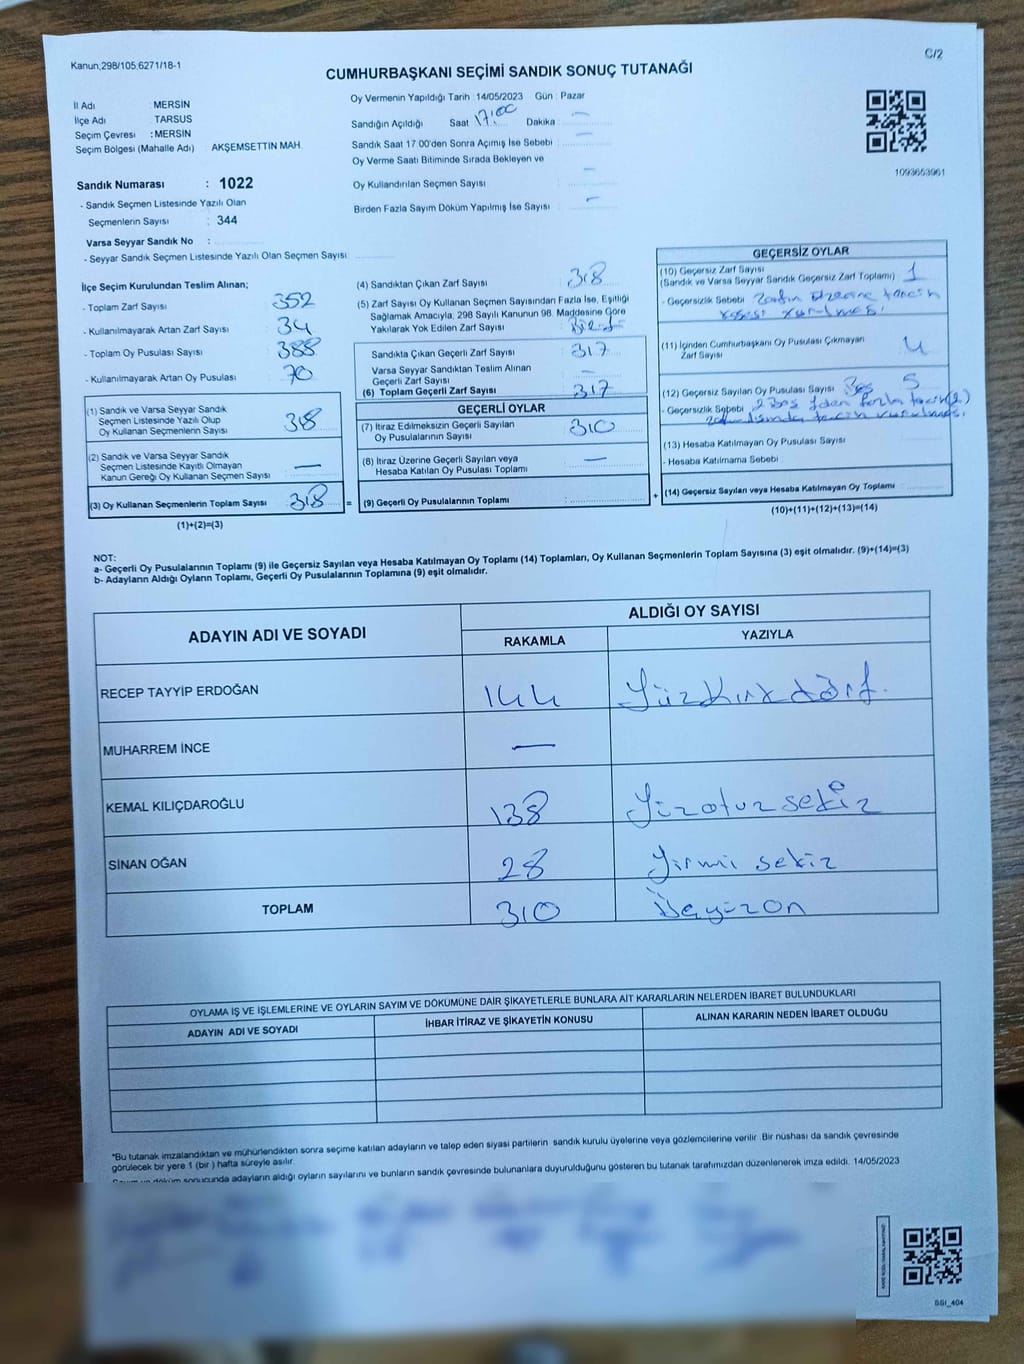 Kanun,298/105,6271/18-1
C/2
CUMHURBAŞKANI SEÇİMİ SANDIK SONUÇ TUTANAĞI
İl Adı : MERSİN
İlçe Adı : TARSUS
Seçim Çevresi : MERSİN
Seçim Bölgesi (Mahalle Adı) : AKŞEMSETTİN MAH.
Sandık Numarası : 1022
- Sandık Seçmen Listesinde Yazılı Olan
Seçmenlerin Sayısı : 344
Varsa Seyyar Sandık No :
- Seyyar Sandık Seçmen Listesinde Yazılı Olan Seçmen Sayısı
Oy Vermenin Yapıldığı Tarih : 14/05/2023 Gün : Pazar
Sandığın Açıldığı Saat 17:00 Dakika : —
Sandık Saat 17:00'den Sonra Açımış İse Sebebi : —
Oy Verme Saati Bitiminde Sırada Bekleyen ve
Oy Kullandırılan Seçmen Sayısı —
Birden Fazla Sayım Döküm Yapılmış İse Sayısı —
1093653961
İlçe Seçim Kurulundan Teslim Alınan;
- Toplam Zarf Sayısı : 352
- Kullanılmayarak Artan Zarf Sayısı : 34
- Toplam Oy Pusulası Sayısı : 388
- Kullanılmayarak Artan Oy Pusulası : 70
(1) Sandık ve Varsa Seyyar Sandık
Seçmen Listesinde Yazılı Olup
Oy Kullanan Seçmenlerin Sayısı : 318
(2) Sandık ve Varsa Seyyar Sandık
Seçmen Listesinde Kayıtlı Olmayan
Kanun Gereği Oy Kullanan Seçmen Sayısı : —
(3) Oy Kullanan Seçmenlerin Toplam Sayısı : 318 =
(1)+(2)=(3)
(4) Sandıktan Çıkan Zarf Sayısı : 318
(5) Zarf Sayısı Oy Kullanan Seçmen Sayısından Fazla İse, Eşitliği
Sağlamak Amacıyla, 298 Sayılı Kanunun 98. Maddesine Göre
Yakılarak Yok Edilen Zarf Sayısı :
Sandıkta Çıkan Geçerli Zarf Sayısı : 317
Varsa Seyyar Sandıktan Teslim Alınan
Geçerli Zarf Sayısı : —
(6) Toplam Geçerli Zarf Sayısı : 317
GEÇERLİ OYLAR
(7) İtiraz Edilmeksizin Geçerli Sayılan
Oy Pusulalarının Sayısı : 310
(8) İtiraz Üzerine Geçerli Sayılan veya
Hesaba Katılan Oy Pusulası Toplamı : —
(9) Geçerli Oy Pusulalarının Toplamı : +
GEÇERSİZ OYLAR
(10) Geçersiz Zarf Sayısı
(Sandık ve Varsa Seyyar Sandık Geçersiz Zarf Toplamı) : 1
- Geçersizlik Sebebi : Zarfın üzerine tercih
(11) İçinden Cumhurbaşkanı Oy Pusulası Çıkmayan
Zarf Sayısı : 4
(12) Geçersiz Sayılan Oy Pusulası Sayısı : 5
- Geçersizlik Sebebi : 2 Boş 1'den fazla tercih(2)
(13) Hesaba Katılmayan Oy Pusulası Sayısı :
- Hesaba Katılmama Sebebi :
(14) Geçersiz Sayılan veya Hesaba Katılmayan Oy Toplamı :
(10)+(11)+(12)+(13)=(14)
NOT:
a- Geçerli Oy Pusulalarının Toplamı (9) ile Geçersiz Sayılan veya Hesaba Katılmayan Oy Toplamı (14) Toplamları, Oy Kullanan Seçmenlerin Toplam Sayısına (3) eşit olmalıdır. (9)+(14)=(3)
b- Adayların Aldığı Oyların Toplamı, Geçerli Oy Pusulalarının Toplamına (9) eşit olmalıdır.
ADAYIN ADI VE SOYADI
ALDIĞI OY SAYISI
RAKAMLA YAZIYLA
RECEP TAYYİP ERDOĞAN 144 Yüzkırkdört.
MUHARREM İNCE —
KEMAL KILIÇDAROĞLU 138 Yüzotuzsekiz
SİNAN OĞAN 28 Yirmi sekiz
TOPLAM 310 Üçyüzon
OYLAMA İŞ VE İŞLEMLERİNE VE OYLARIN SAYIM VE DÖKÜMÜNE DAİR ŞİKAYETLERLE BUNLARA AİT KARARLARIN NELERDEN İBARET BULUNDUKLARI
ADAYIN ADI VE SOYADI İHBAR İTİRAZ VE ŞİKAYETİN KONUSU ALINAN KARARIN NEDEN İBARET OLDUĞU
*Bu tutanak imzalandıktan ve mühürlendikten sonra seçime katılan adayların ve talep eden siyasi partilerin sandık kurulu üyelerine veya gözlemcilerine verilir. Bir nüshası da sandık çevresinde
görülecek bir yere 1 (bir ) hafta süreyle asılır.
Sayım ve döküm sonucunda adayların aldığı oyların sayılarını ve bunların sandık çevresinde bulunanlara duyurulduğunu gösteren bu tutanak tarafımızdan düzenlenerek imza edildi. 14/05/2023
SSI_404